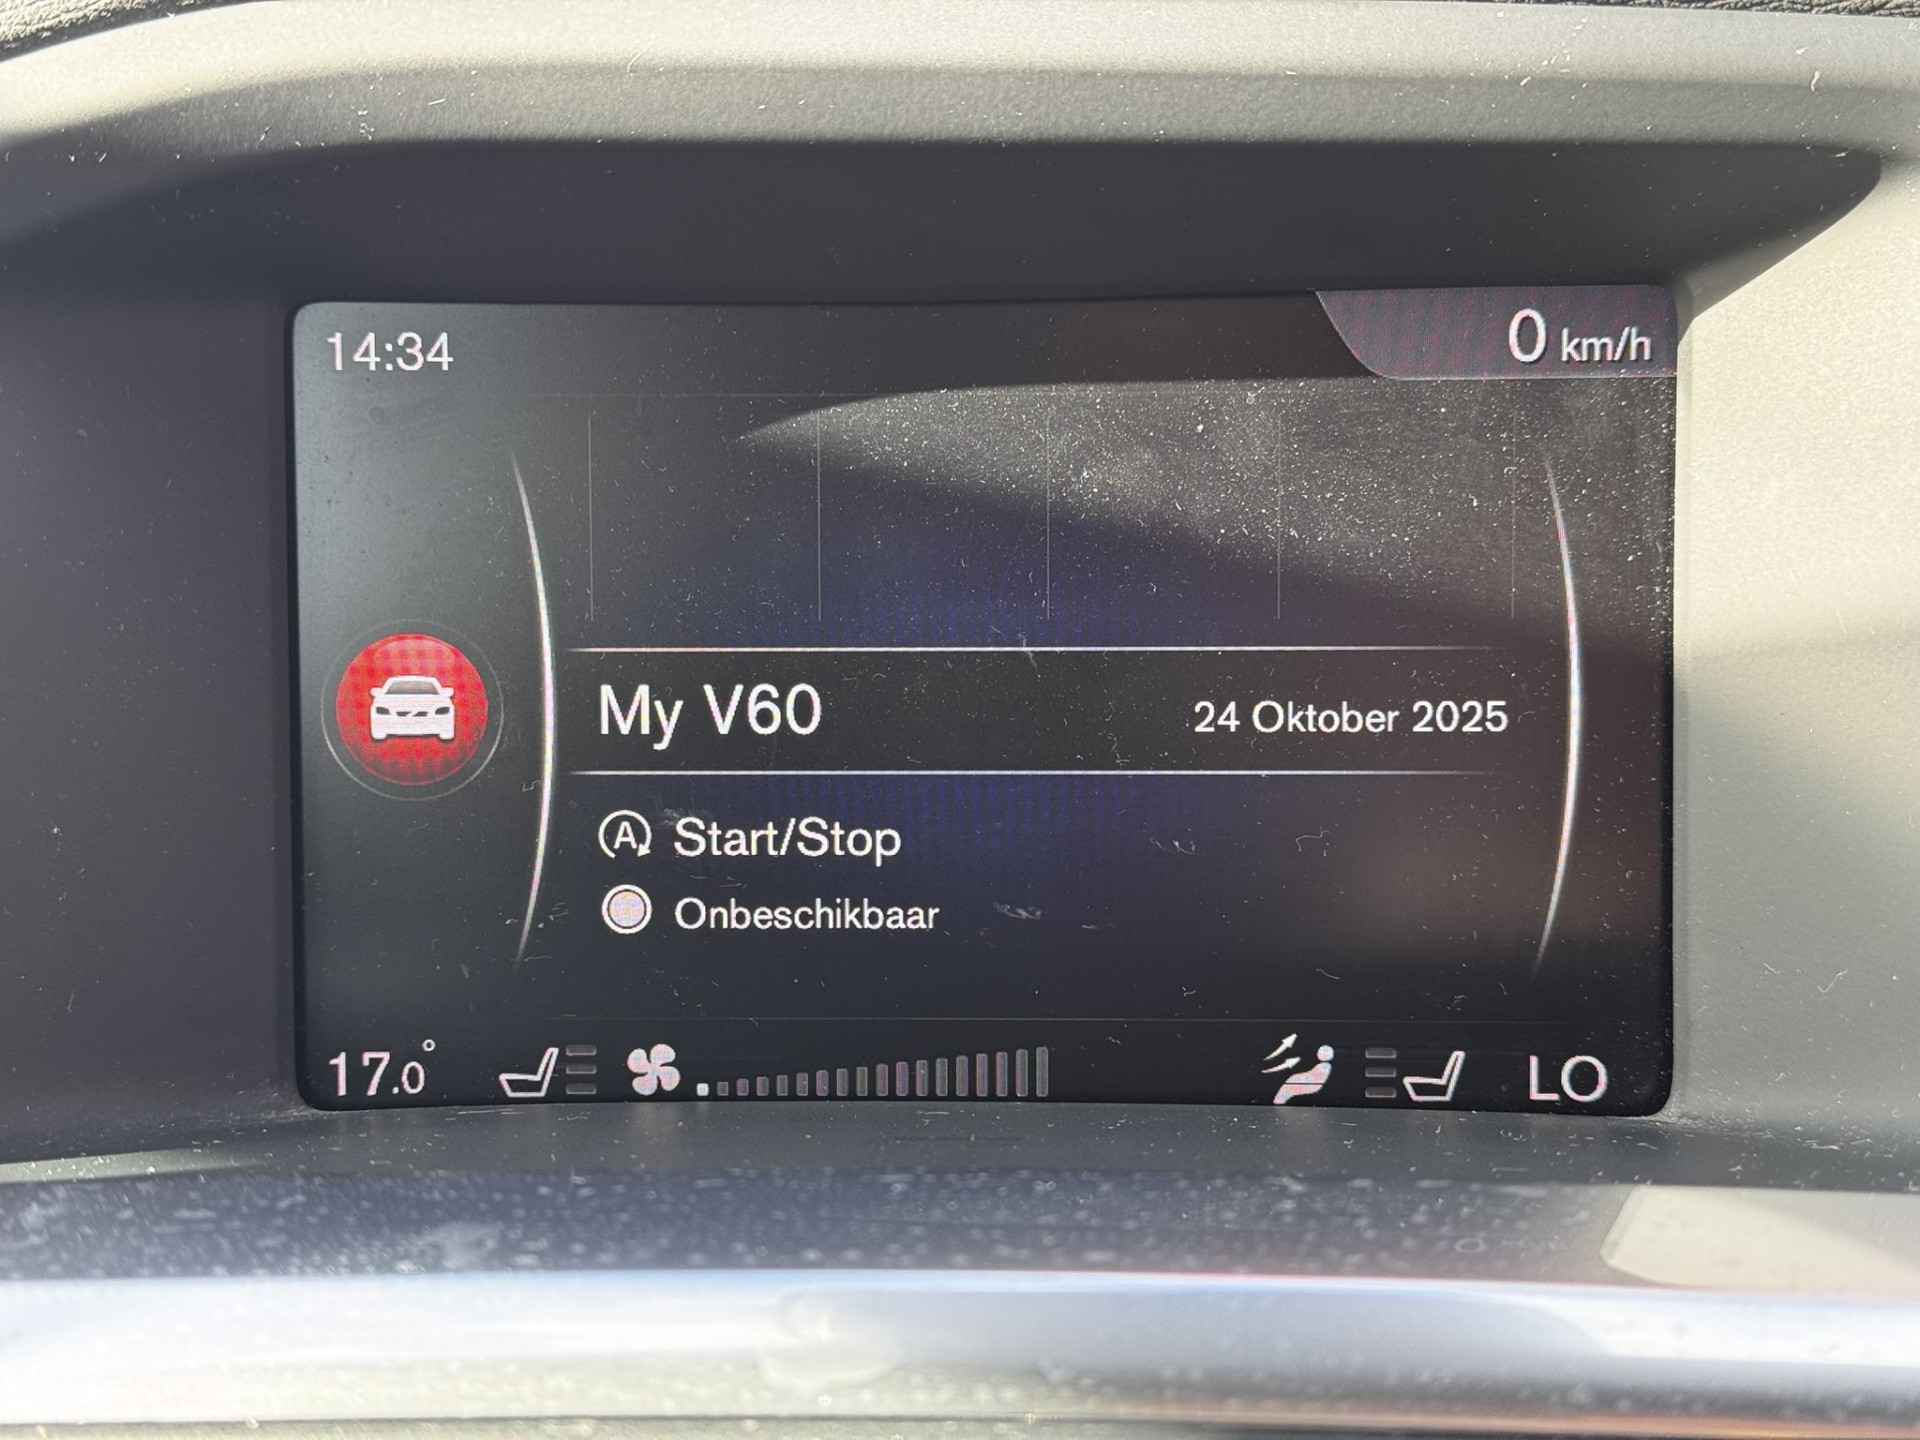 14:34
0 km/h
My V60
24 Oktober 2025
A Start/Stop
Onbeschikbaar
17.0°
LO